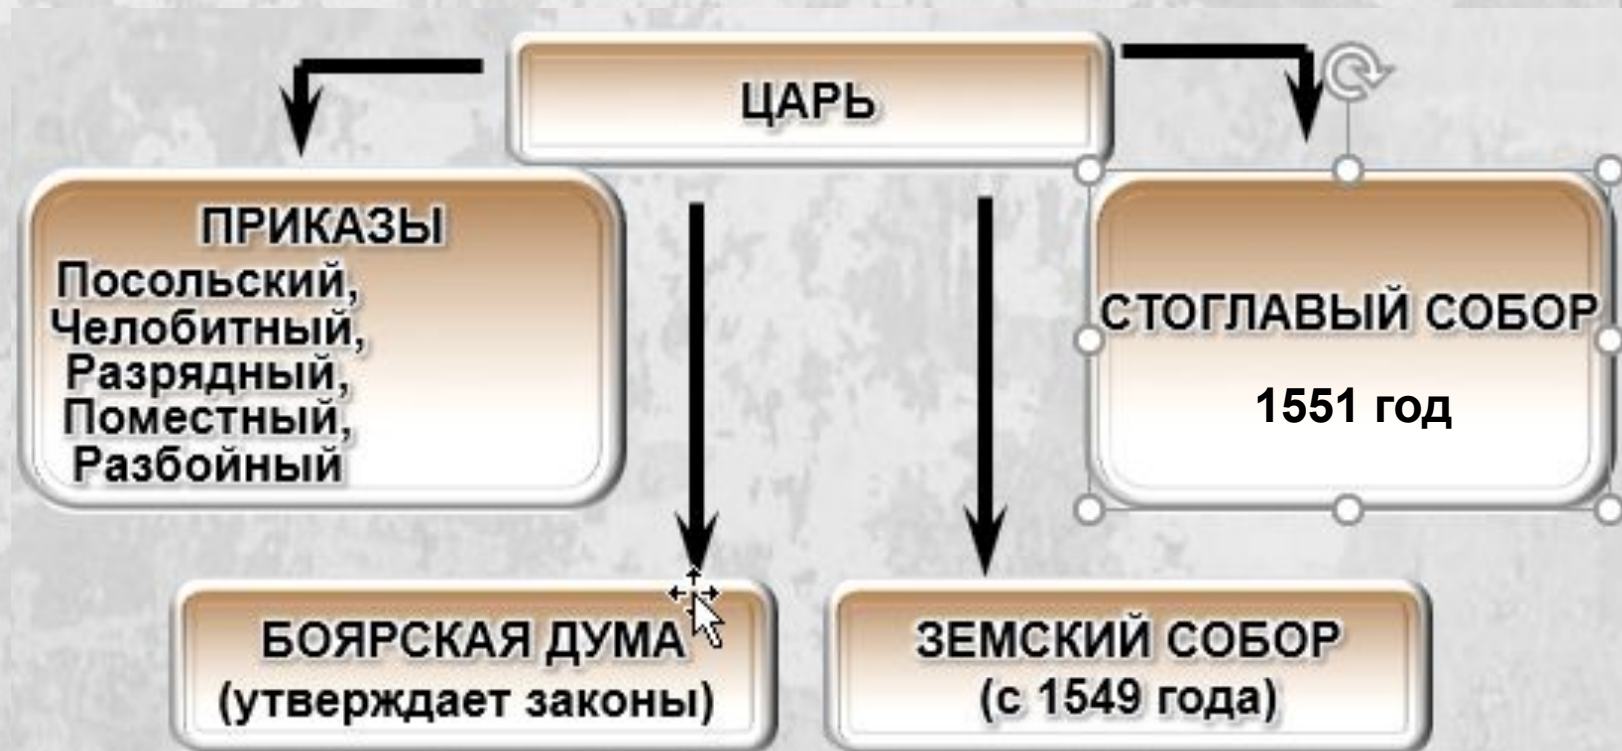 ЦАРЬ
ПРИКАЗЫ
Посольский,
Челобитный,
Разрядный,
Поместный,
Разбойный
СТОГЛАВЫЙ СОБОР
1551 год
БОЯРСКАЯ ДУМА
(утверждает законы)
ЗЕМСКИЙ СОБОР
(с 1549 года)